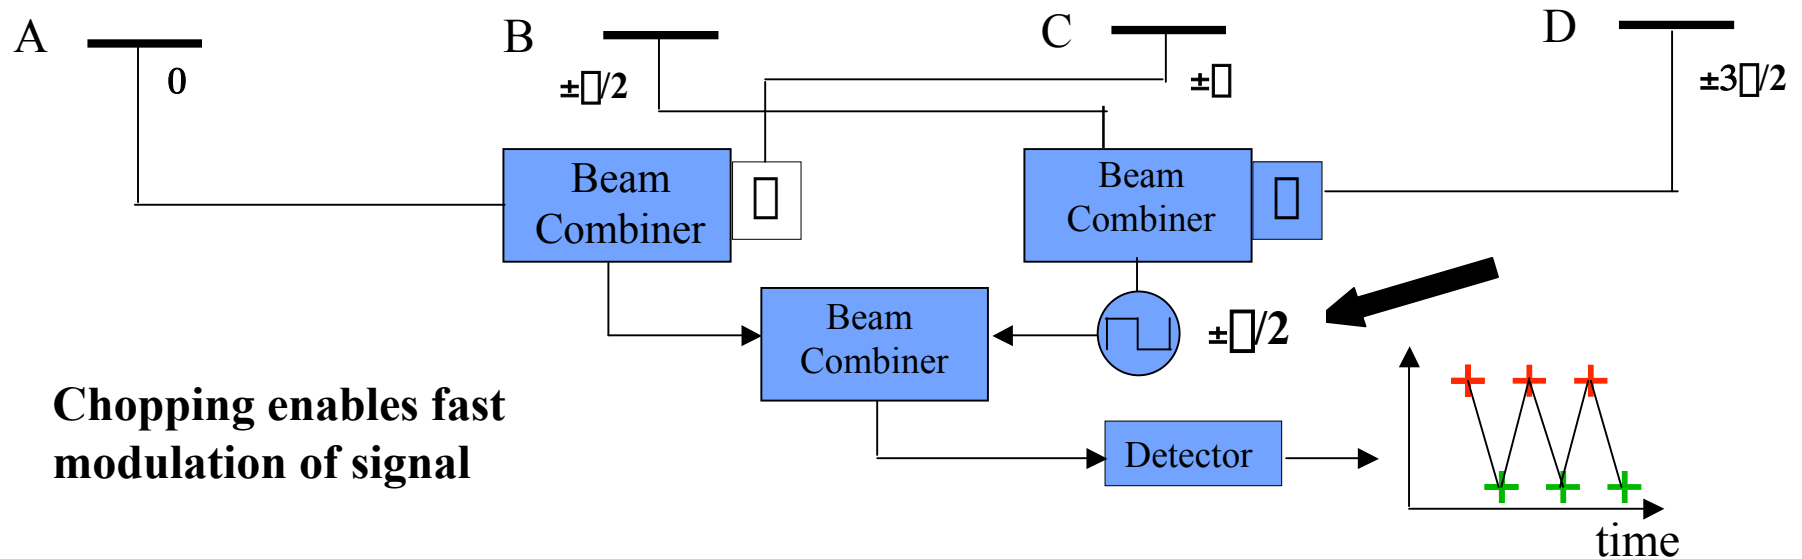 A
B
C
D
0
±▯/2
±▯
±3▯/2
Beam
Combiner
▯
Beam
Combiner
▯
Beam
Combiner
±▯/2
Chopping enables fast
modulation of signal
Detector
time